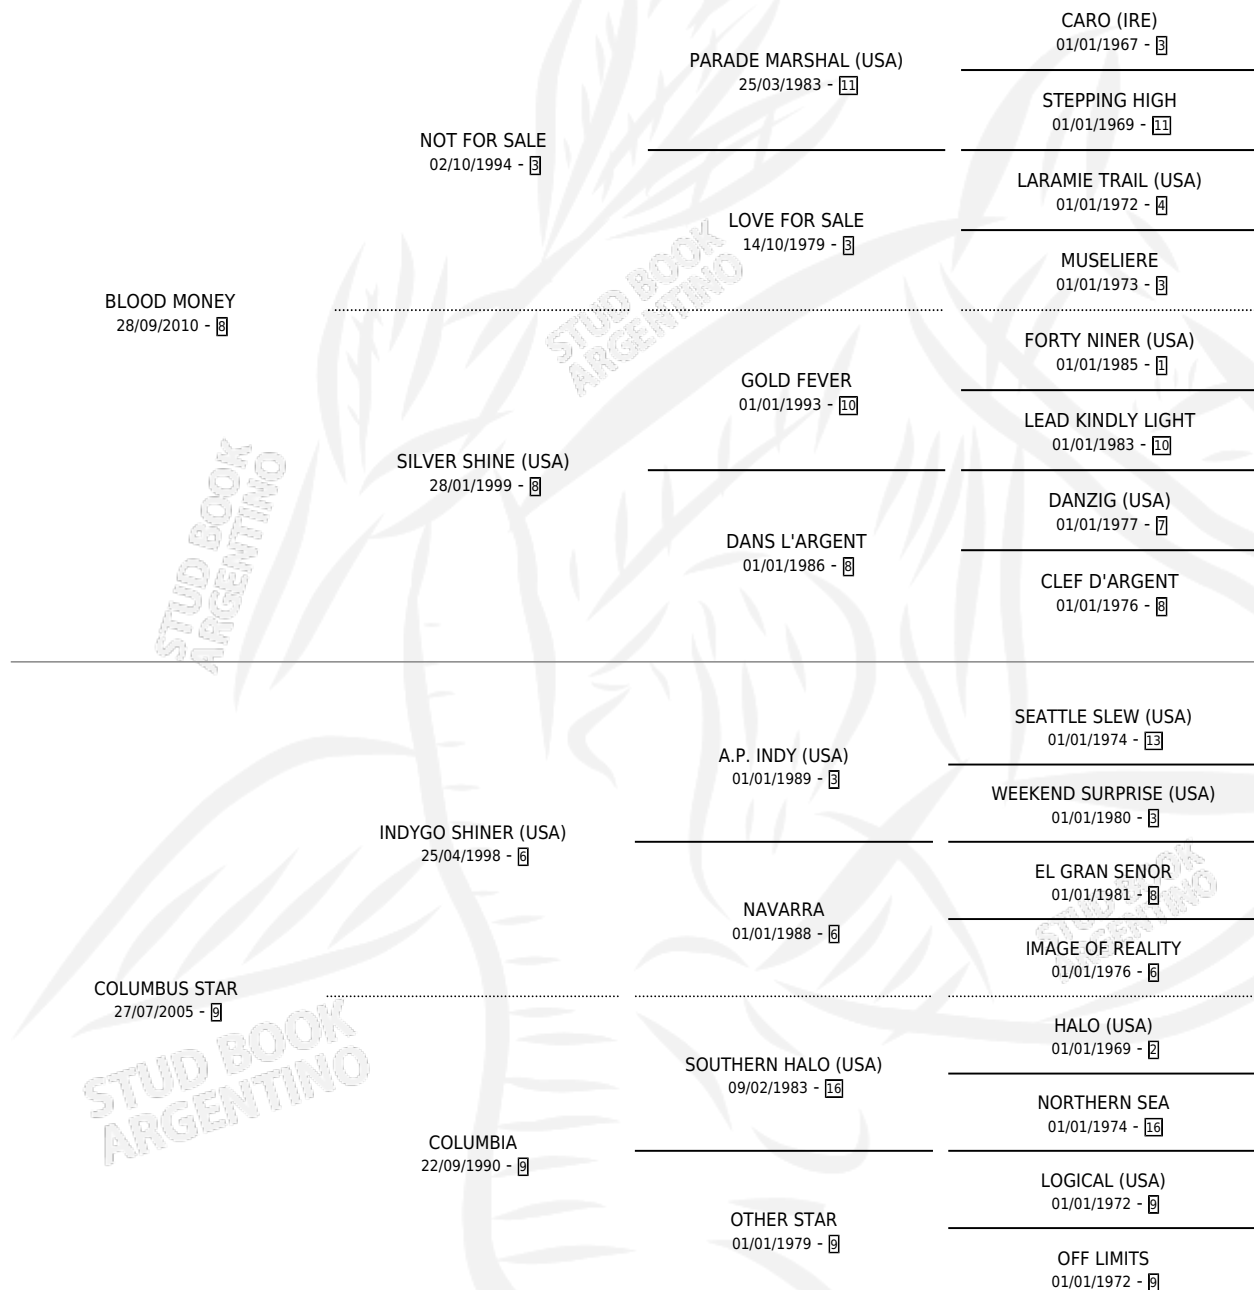 BLOOD MONEY
28/09/2010 - 8
NOT FOR SALE
02/10/1994 - 3
PARADE MARSHAL (USA)
25/03/1983 - 11
CARO (IRE)
01/01/1967 - 3
STEPPING HIGH
01/01/1969 - 11
LOVE FOR SALE
14/10/1979 - 3
LARAMIE TRAIL (USA)
01/01/1972 - 4
MUSELIERE
01/01/1973 - 3
SILVER SHINE (USA)
28/01/1999 - 8
GOLD FEVER
01/01/1993 - 10
FORTY NINER (USA)
01/01/1985 - 1
LEAD KINDLY LIGHT
01/01/1983 - 10
DANS L'ARGENT
01/01/1986 - 8
DANZIG (USA)
01/01/1977 - 7
CLEF D'ARGENT
01/01/1976 - 8
COLUMBUS STAR
27/07/2005 - 9
INDYGO SHINER (USA)
25/04/1998 - 6
A.P. INDY (USA)
01/01/1989 - 3
SEATTLE SLEW (USA)
01/01/1974 - 13
WEEKEND SURPRISE (USA)
01/01/1980 - 3
NAVARRA
01/01/1988 - 6
EL GRAN SENOR
01/01/1981 - 8
IMAGE OF REALITY
01/01/1976 - 6
COLUMBIA
22/09/1990 - 9
SOUTHERN HALO (USA)
09/02/1983 - 16
HALO (USA)
01/01/1969 - 2
NORTHERN SEA
01/01/1974 - 16
OTHER STAR
01/01/1979 - 9
LOGICAL (USA)
01/01/1972 - 9
OFF LIMITS
01/01/1972 - 9
STUD BOOK
ARGENTINO
STUD BOOK
ARGENTINO
STUD BOOK
ARGENTINO
STUD BOOK
ARGENTINO